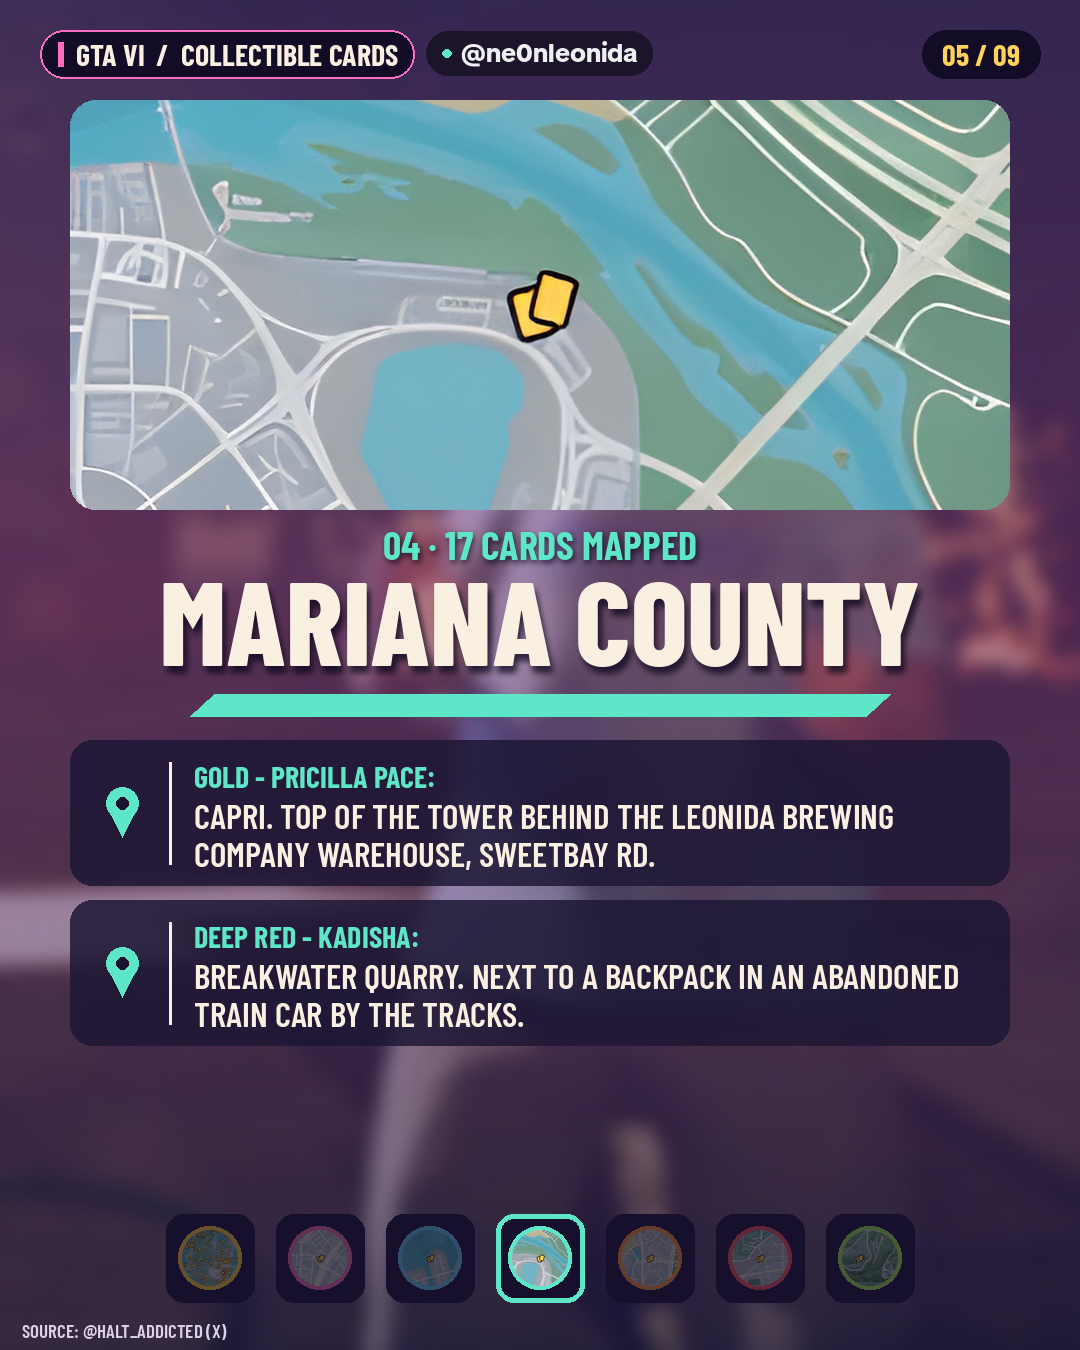 GTA VI / COLLECTIBLE CARDS
@ne0nleonida
05 / 09
04 · 17 CARDS MAPPED
MARIANA COUNTY
GOLD - PRICILLA PACE:
CAPRI. TOP OF THE TOWER BEHIND THE LEONIDA BREWING
COMPANY WAREHOUSE, SWEETBAY RD.
DEEP RED - KADISHA:
BREAKWATER QUARRY. NEXT TO A BACKPACK IN AN ABANDONED
TRAIN CAR BY THE TRACKS.
SOURCE: @HALT_ADDICTED (X)